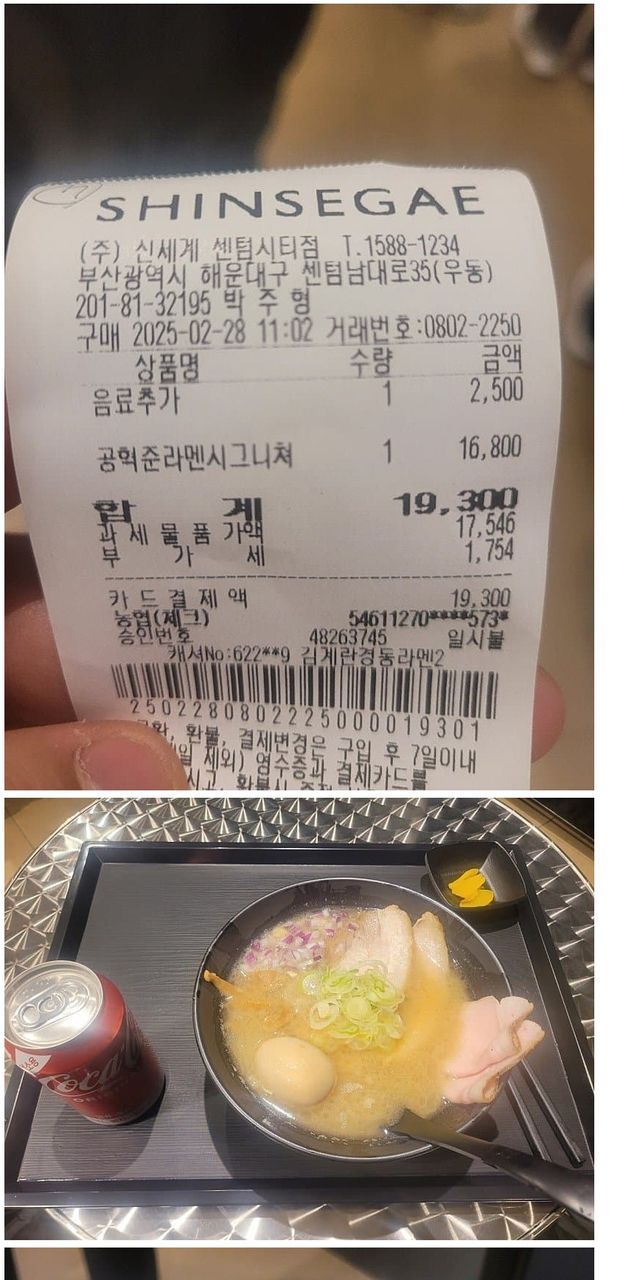 SHINSEGAE
(주) 신세계 센텀시티점 T.1588-1234
부산광역시 해운대구 센텀남대로35(우동)
201-81-32195 박 주 형
구매 2025-02-28 11:02 거래번호:0802-2250
상품명 수량 금액
음료추가 1 2,500
공혁준라멘시그니쳐 1 16,800
합 계 19,300
과 세 물 품 가액 17,546
부 가 세 1,754
카 드 결 제 액 19,300
농협(체크) 54611270****573*
승인번호 48263745 일시불
캐셔No:622**9 김계란경동라멘2
2502280802225000019301
환불, 결제변경은 구입 후 7일이내
제외) 영수증과 결제카드를
Coca